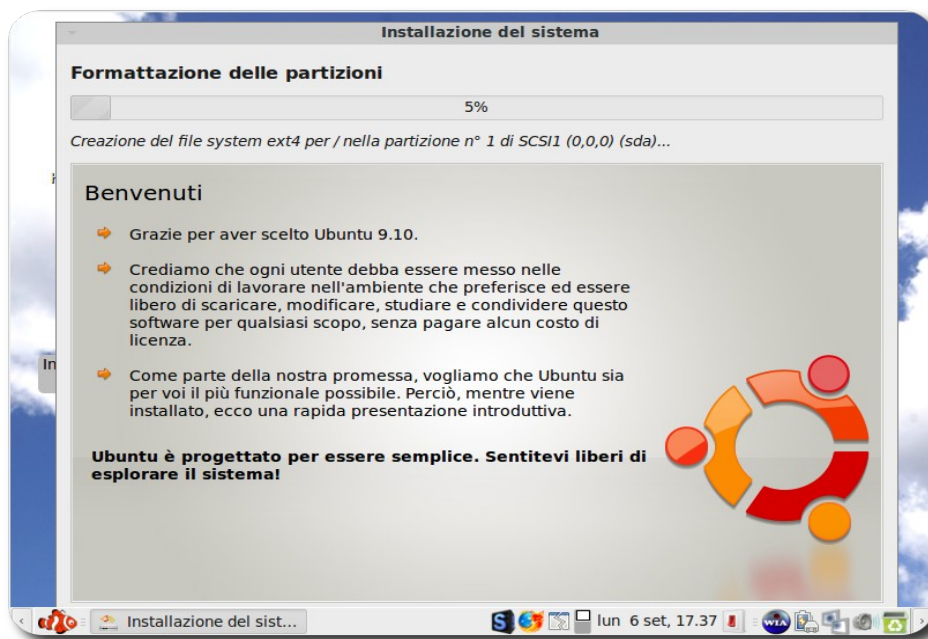 Installazione del sistema
Formattazione delle partizioni
5%
Creazione del file system ext4 per / nella partizione n° 1 di SCSI1 (0,0,0) (sda)...
Benvenuti
Grazie per aver scelto Ubuntu 9.10.
Crediamo che ogni utente debba essere messo nelle
condizioni di lavorare nell'ambiente che preferisce ed essere
libero di scaricare, modificare, studiare e condividere questo
software per qualsiasi scopo, senza pagare alcun costo di
licenza.
In
Come parte della nostra promessa, vogliamo che Ubuntu sia
per voi il più funzionale possibile. Perciò, mentre viene
installato, ecco una rapida presentazione introduttiva.
Ubuntu è progettato per essere semplice. Sentitevi liberi di
esplorare il sistema!
Installazione del sist... S lun 6 set, 17.37 WIA